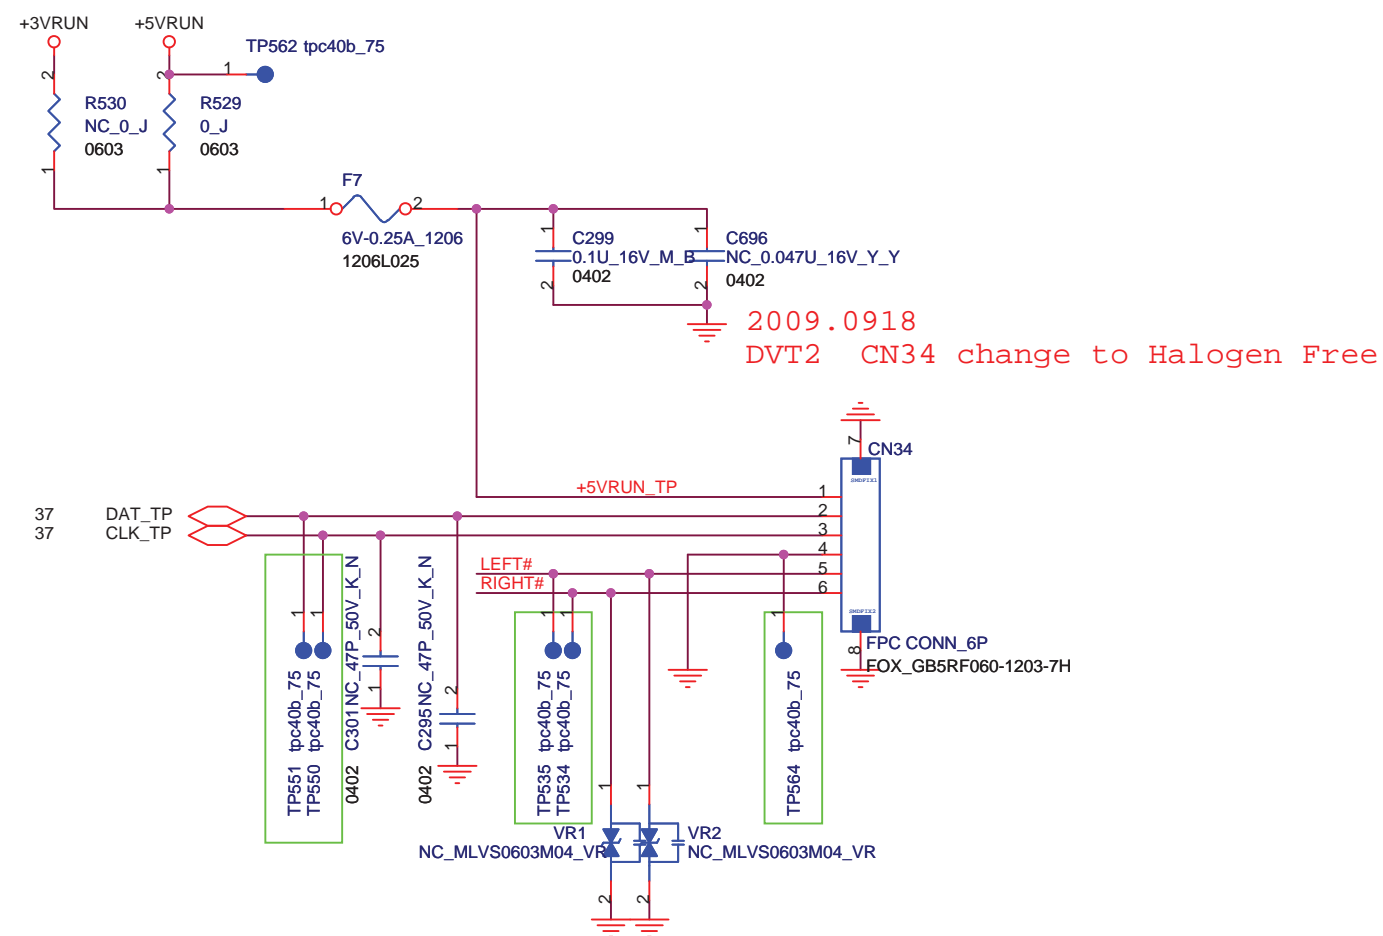 +3VRUN
+5VRUN
TP562 tpc40b_75
1
2
2
R530
NC_0_J
0603
R529
0_J
0603
1
1
F7
1
2
6V-0.25A_1206
1206L025
1
C299
0.1U_16V_M_B
0402
2
1
C696
NC_0.047U_16V_Y_Y
0402
2
2009.0918
DVT2 CN34 change to Halogen Free
7
CN34
SMDFIX1
+5VRUN_TP
1
2
3
4
5
6
37 DAT_TP
37 CLK_TP
LEFT#
RIGHT#
SMDFIX2
8
FPC CONN_6P
FOX_GB5RF060-1203-7H
1
1
TP551 tpc40b_75
TP550 tpc40b_75
2
1
0402 C301 NC_47P_50V_K_N
2
1
0402 C295 NC_47P_50V_K_N
1
1
TP535 tpc40b_75
TP534 tpc40b_75
1
TP564 tpc40b_75
1
1
VR1
NC_MLVS0603M04_VR
VR2
NC_MLVS0603M04_VR
2
2